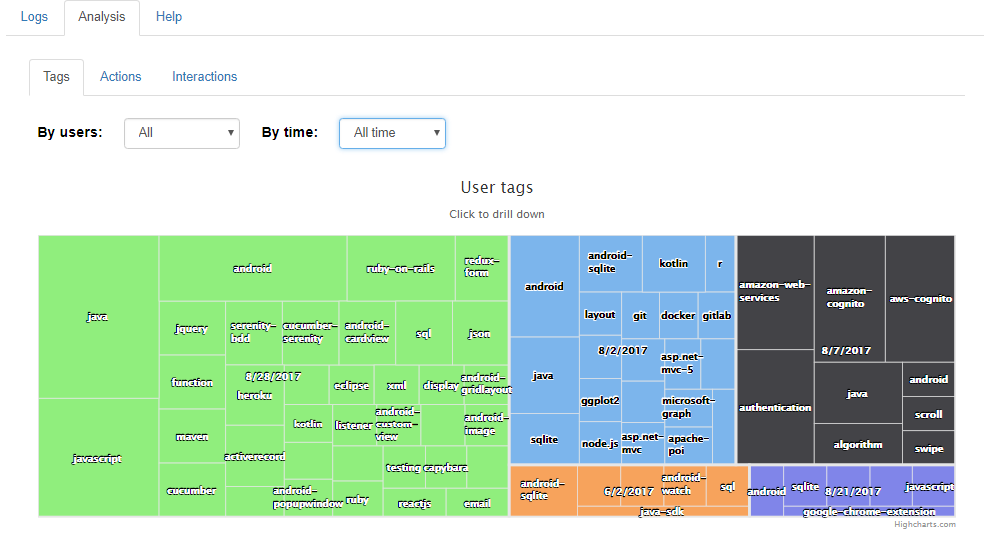 Logs Analysis Help
Tags Actions Interactions
By users: All By time: All time
User tags
Click to drill down
java
javascript
android
ruby-on-rails
redux-
form
jquery
serenity-
bdd
cucumber-
serenity
android-
cardview
sql
json
function
8/28/2017
heroku
eclipse
xml
display
android-
gridlayout
maven
kotlin
listener
android-
custom-
view
android-
image
activerecord
testing
capybara
cucumber
android-
popupwindow
ruby
reactjs
email
android
android-
sqlite
kotlin
r
layout
git
docker
gitlab
java
8/2/2017
asp.net-
mvc-5
ggplot2
microsoft-
graph
sqlite
node.js
asp.net-
mvc
apache-
poi
amazon-web-
services
amazon-
cognito
aws-cognito
8/7/2017
authentication
java
android
scroll
algorithm
swipe
android-
sqlite
6/2/2017
android-
watch
sql
java-sdk
android
sqlite
8/21/2017
javascript
google-chrome-extension
Highcharts.com